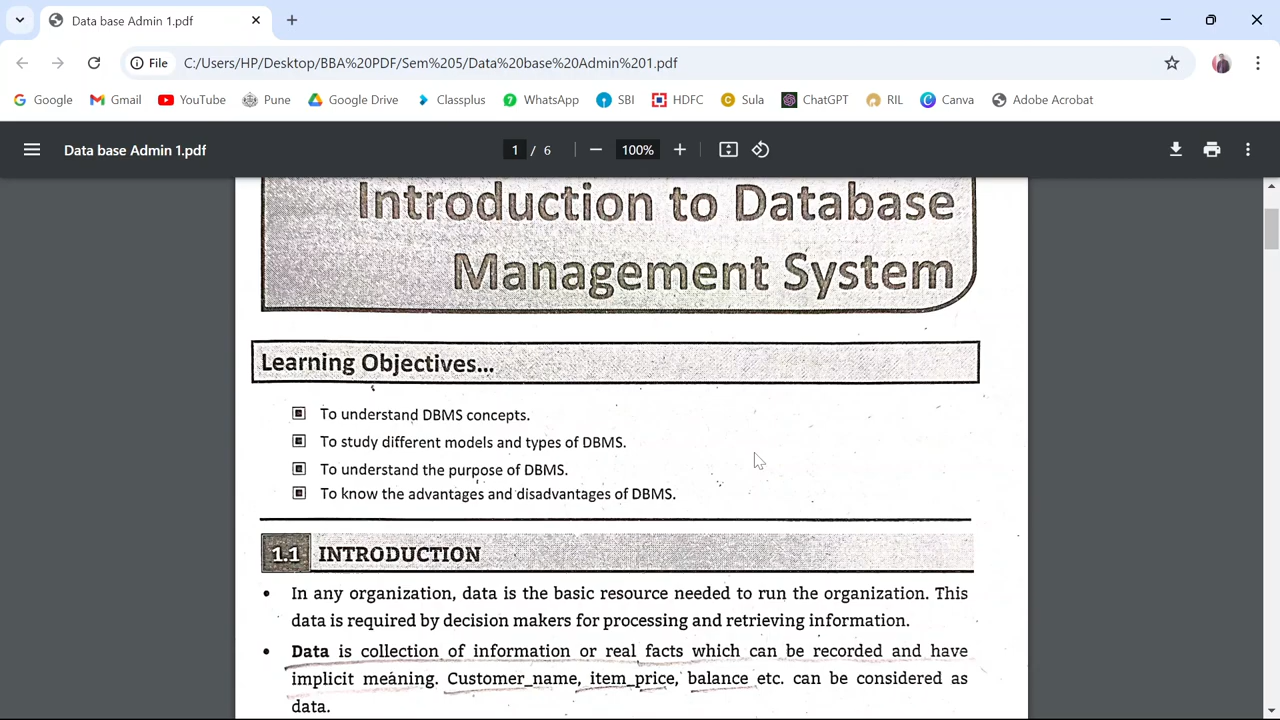 Data base Admin 1.pdf
File
C:/Users/HP/Desktop/BBA%20PDF/Sem%205/Data%20base%20Admin%201.pdf
Google Gmail YouTube Pune Google Drive Classplus WhatsApp SBI HDFC Sula ChatGPT RIL Canva Adobe Acrobat
Data base Admin 1.pdf
1 / 6
100%
Introduction to Database
Management System
Learning Objectives...
To understand DBMS concepts.
To study different models and types of DBMS.
To understand the purpose of DBMS.
To know the advantages and disadvantages of DBMS.
1.1 INTRODUCTION
• In any organization, data is the basic resource needed to run the organization. This
data is required by decision makers for processing and retrieving information.
• Data is collection of information or real facts which can be recorded and have
implicit meaning. Customer_name, item_price, balance etc. can be considered as
data.